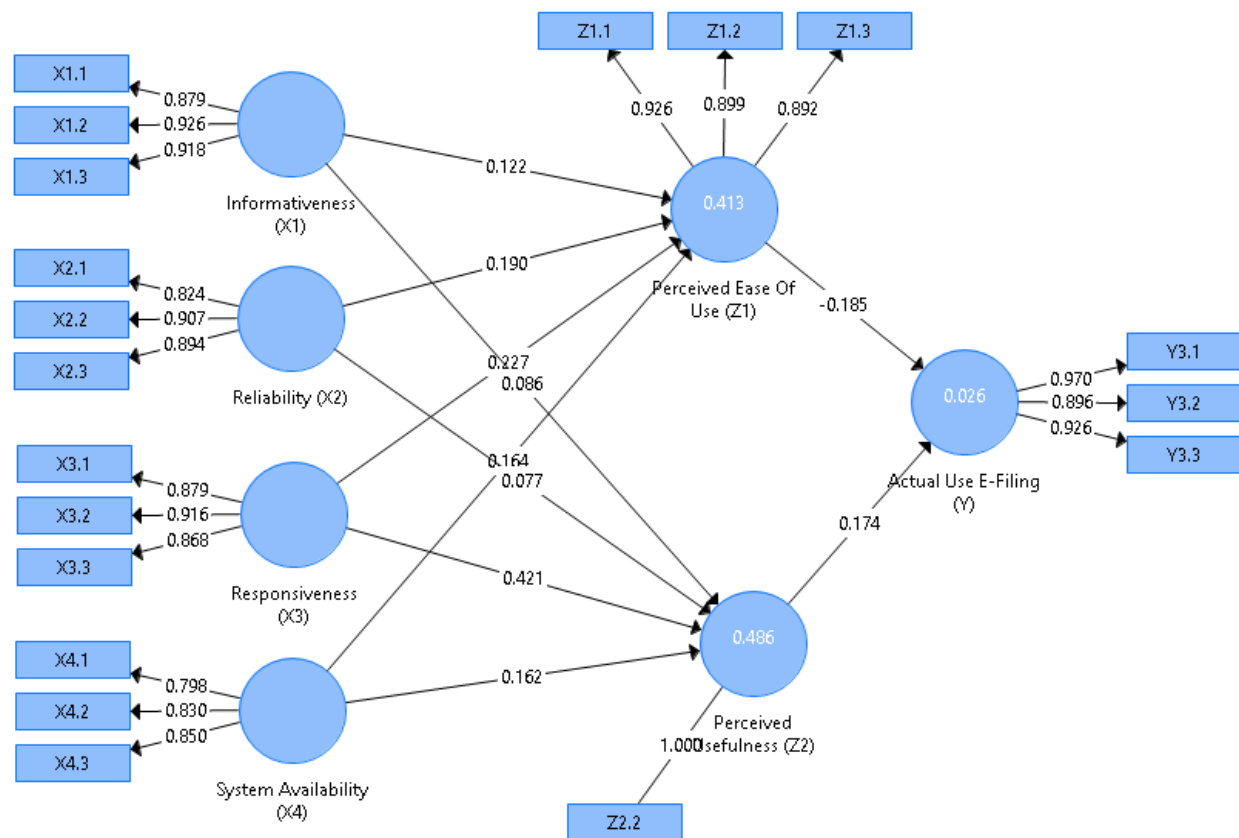 Z1.1
Z1.2
Z1.3
X1.1
X1.2
X1.3
0.879
0.926
0.918
0.926
0.899
0.892
Informativeness
(X1)
0.122
0.413
Perceived Ease Of
Use (Z1)
X2.1
X2.2
X2.3
0.824
0.907
0.894
Reliability (X2)
0.190
0.227
0.086
-0.185
0.026
Actual Use E-Filing
(Y)
0.970
0.896
0.926
Y3.1
Y3.2
Y3.3
X3.1
X3.2
X3.3
0.879
0.916
0.868
Responsiveness
(X3)
0.164
0.077
0.421
0.174
X4.1
X4.2
X4.3
0.798
0.830
0.850
System Availability
(X4)
0.162
0.486
Perceived
Usefulness (Z2)
1.000
Z2.2